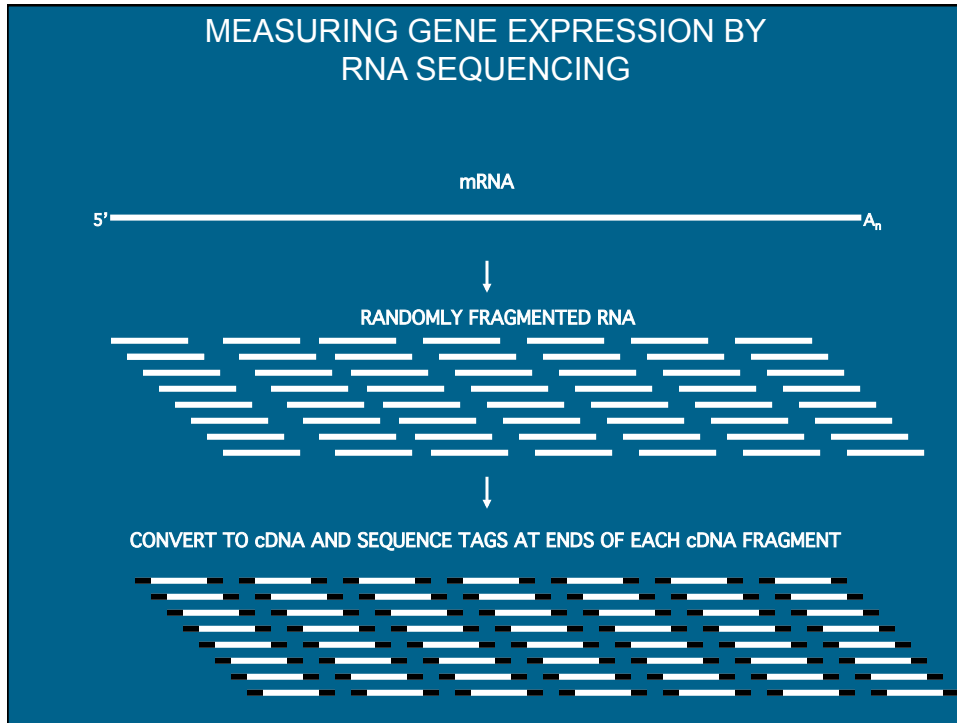 MEASURING GENE EXPRESSION BY
RNA SEQUENCING
mRNA
5’ Aₙ
RANDOMLY FRAGMENTED RNA
CONVERT TO cDNA AND SEQUENCE TAGS AT ENDS OF EACH cDNA FRAGMENT